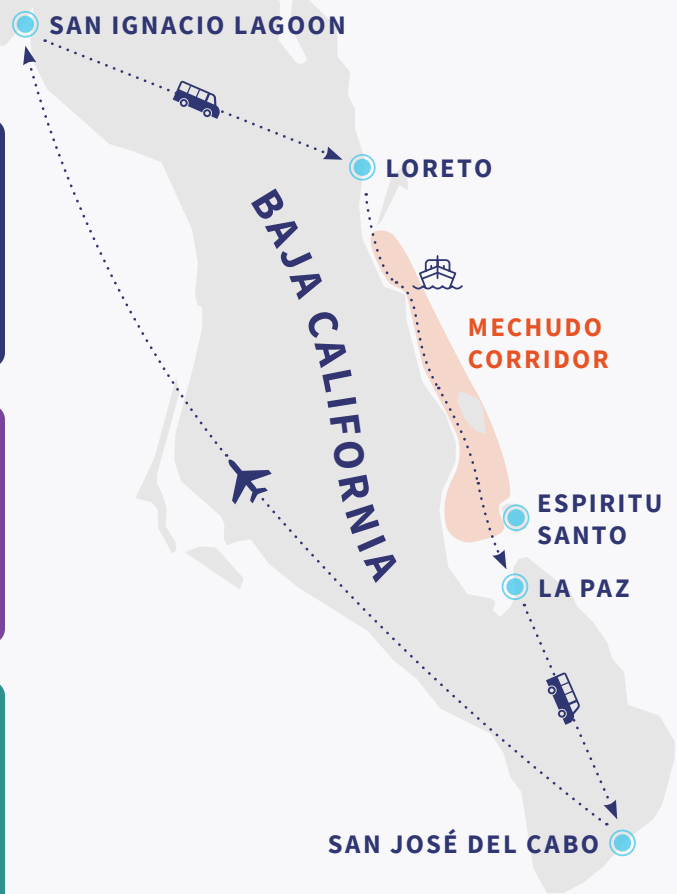 SAN IGNACIO LAGOON
LORETO
BAJA CALIFORNIA
MECHUDO
CORRIDOR
ESPIRITU
SANTO
LA PAZ
SAN JOSÉ DEL CABO